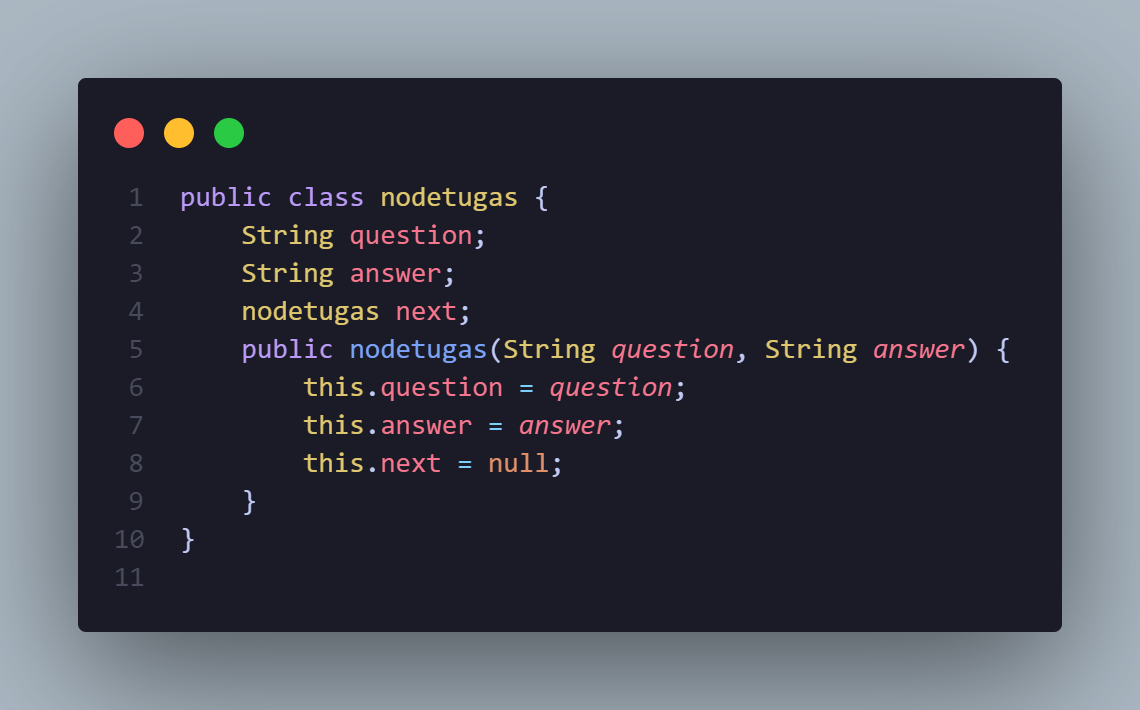 1 public class nodetugas {
2     String question;
3     String answer;
4     nodetugas next;
5     public nodetugas(String question, String answer) {
6         this.question = question;
7         this.answer = answer;
8         this.next = null;
9     }
10 }
11